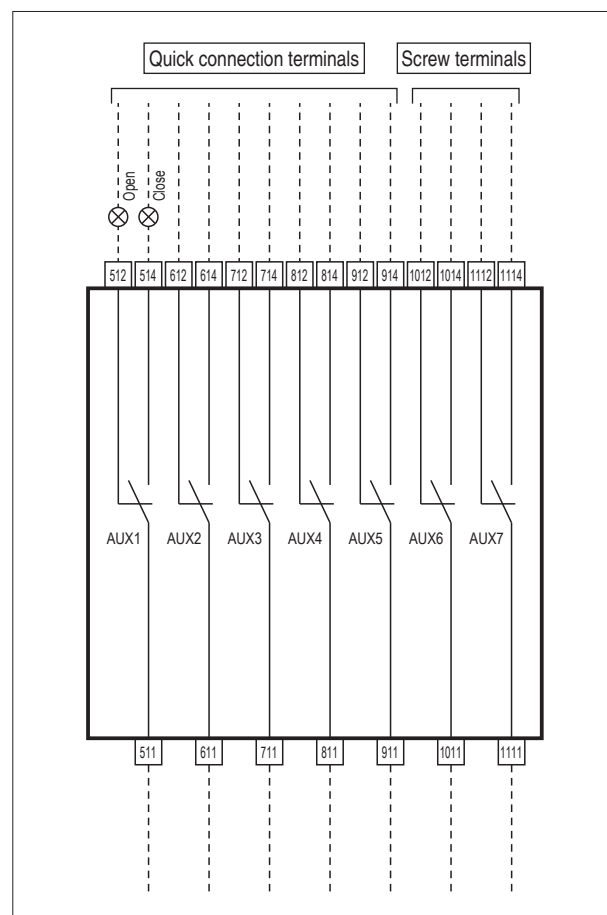 Quick connection terminals Screw terminals
Open Close
512 514 612 614 712 714 812 814 912 914 1012 1014 1112 1114
AUX1 AUX2 AUX3 AUX4 AUX5 AUX6 AUX7
511 611 711 811 911 1011 1111